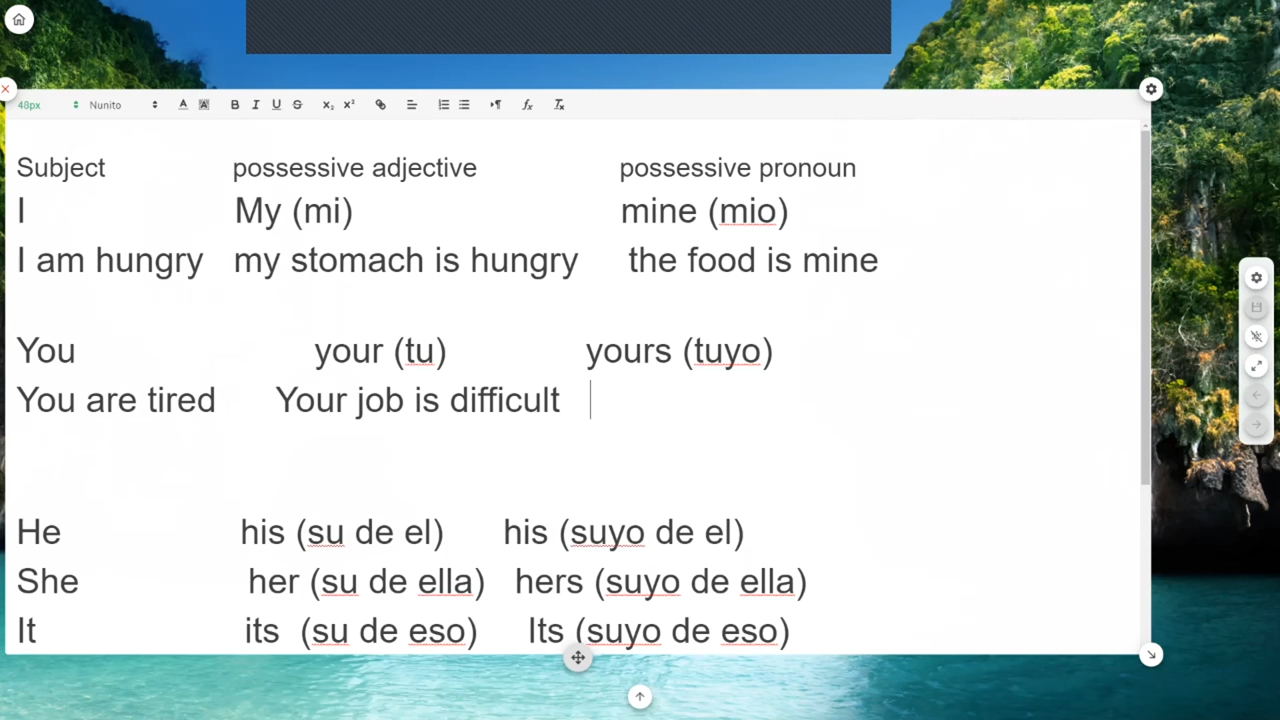 48px Nunito
Subject possessive adjective possessive pronoun
I My (mi) mine (mio)
I am hungry my stomach is hungry the food is mine
You your (tu) yours (tuyo)
You are tired Your job is difficult
He his (su de el) his (suyo de el)
She her (su de ella) hers (suyo de ella)
It its (su de eso) Its (suyo de eso)